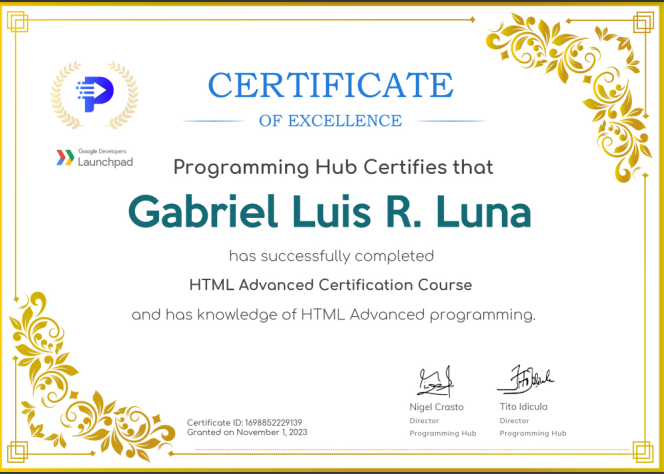 CERTIFICATE
OF EXCELLENCE
Google Developers
Launchpad
Programming Hub Certifies that
Gabriel Luis R. Luna
has successfully completed
HTML Advanced Certification Course
and has knowledge of HTML Advanced programming.
Nigel Crasto
Director
Programming Hub
Tito Idicula
Director
Programming Hub
Certificate ID: 1698852229139
Granted on November 1, 2023